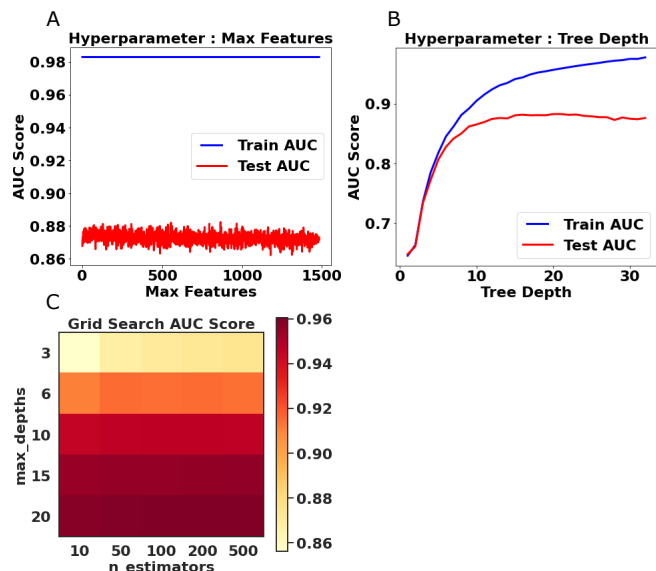 A
Hyperparameter : Max Features
AUC Score
0.98
0.96
0.94
0.92
0.90
0.88
0.86
Train AUC
Test AUC
0 500 1000 1500
Max Features
B
Hyperparameter : Tree Depth
AUC Score
0.9
0.8
0.7
Train AUC
Test AUC
0 10 20 30
Tree Depth
C
Grid Search AUC Score
max_depths
3
6
10
15
20
10 50 100 200 500
n_estimators
0.96
0.94
0.92
0.90
0.88
0.86